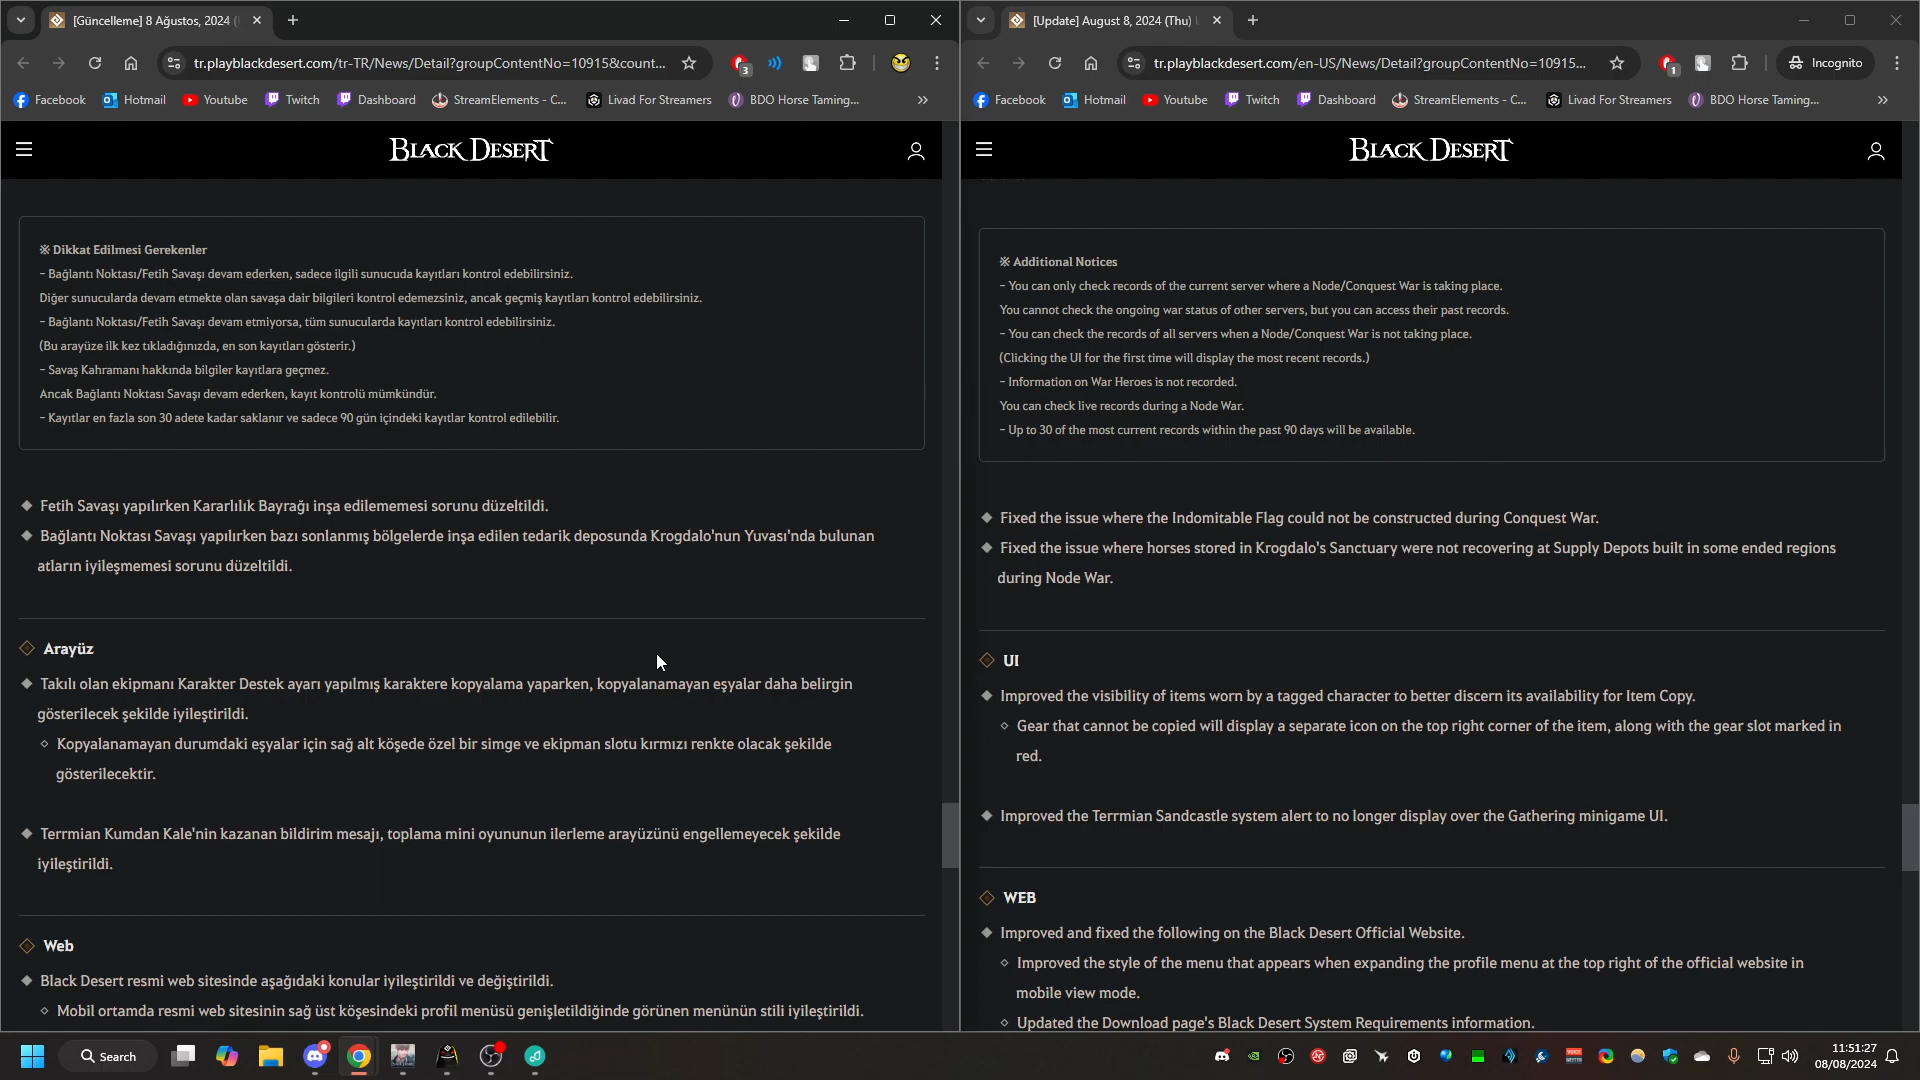 [Güncelleme] 8 Ağustos, 2024 (
tr.playblackdesert.com/tr-TR/News/Detail?groupContentNo=10915&count...
3
Facebook
Hotmail
Youtube
Twitch
Dashboard
StreamElements - C...
Livad For Streamers
BDO Horse Taming...
»
BLACK DESERT
※ Dikkat Edilmesi Gerekenler
- Bağlantı Noktası/Fetih Savaşı devam ederken, sadece ilgili sunucuda kayıtları kontrol edebilirsiniz.
Diğer sunucularda devam etmekte olan savaşa dair bilgileri kontrol edemezsiniz, ancak geçmiş kayıtları kontrol edebilirsiniz.
- Bağlantı Noktası/Fetih Savaşı devam etmiyorsa, tüm sunucularda kayıtları kontrol edebilirsiniz.
(Bu arayüze ilk kez tıkladığınızda, en son kayıtları gösterir.)
- Savaş Kahramanı hakkında bilgiler kayıtlara geçmez.
Ancak Bağlantı Noktası Savaşı devam ederken, kayıt kontrolü mümkündür.
- Kayıtlar en fazla son 30 adete kadar saklanır ve sadece 90 gün içindeki kayıtlar kontrol edilebilir.
◆ Fetih Savaşı yapılırken Kararlılık Bayrağı inşa edilememesi sorunu düzeltildi.
◆ Bağlantı Noktası Savaşı yapılırken bazı sonlanmış bölgelerde inşa edilen tedarik deposunda Krogdalo'nun Yuvası'nda bulunan
atların iyileşmemesi sorunu düzeltildi.
Arayüz
◆ Takılı olan ekipmanı Karakter Destek ayarı yapılmış karaktere kopyalama yaparken, kopyalanamayan eşyalar daha belirgin
gösterilecek şekilde iyileştirildi.
Kopyalanamayan durumdaki eşyalar için sağ alt köşede özel bir simge ve ekipman slotu kırmızı renkte olacak şekilde
gösterilecektir.
◆ Terrmian Kumdan Kale'nin kazanan bildirim mesajı, toplama mini oyununun ilerleme arayüzünü engellemeyecek şekilde
iyileştirildi.
Web
◆ Black Desert resmi web sitesinde aşağıdaki konular iyileştirildi ve değiştirildi.
Mobil ortamda resmi web sitesinin sağ üst köşesindeki profil menüsü genişletildiğinde görünen menünün stili iyileştirildi.
[Update] August 8, 2024 (Thu)
tr.playblackdesert.com/en-US/News/Detail?groupContentNo=10915...
1
Incognito
Facebook
Hotmail
Youtube
Twitch
Dashboard
StreamElements - C...
Livad For Streamers
BDO Horse Taming...
»
BLACK DESERT
※ Additional Notices
- You can only check records of the current server where a Node/Conquest War is taking place.
You cannot check the ongoing war status of other servers, but you can access their past records.
- You can check the records of all servers when a Node/Conquest War is not taking place.
(Clicking the UI for the first time will display the most recent records.)
- Information on War Heroes is not recorded.
You can check live records during a Node War.
- Up to 30 of the most current records within the past 90 days will be available.
◆ Fixed the issue where the Indomitable Flag could not be constructed during Conquest War.
◆ Fixed the issue where horses stored in Krogdalo's Sanctuary were not recovering at Supply Depots built in some ended regions
during Node War.
UI
◆ Improved the visibility of items worn by a tagged character to better discern its availability for Item Copy.
Gear that cannot be copied will display a separate icon on the top right corner of the item, along with the gear slot marked in
red.
◆ Improved the Terrmian Sandcastle system alert to no longer display over the Gathering minigame UI.
WEB
◆ Improved and fixed the following on the Black Desert Official Website.
Improved the style of the menu that appears when expanding the profile menu at the top right of the official website in
mobile view mode.
Updated the Download page's Black Desert System Requirements information.
Search
11:51:27
08/08/2024